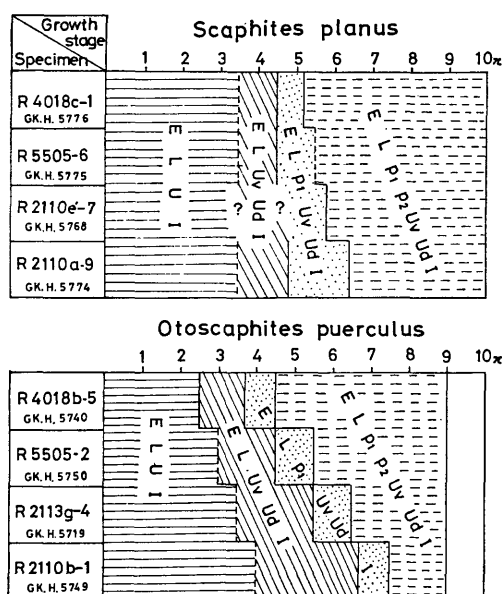 Growth stage
Specimen
Scaphites planus
1 2 3 4 5 6 7 8 9 10π
R 4018c-1
GK.H. 5776
R 5505-6
GK.H. 5775
R 2110e'-7
GK.H. 5768
R 2110a-9
GK.H. 5774
E L U I
? E L Uv Ud I ?
E L P1 Uv Ud I
E L P1 P2 Uv Ud I
Otoscaphites puerculus
1 2 3 4 5 6 7 8 9 10π
R 4018b-5
GK.H. 5740
R 5505-2
GK.H. 5750
R 2113g-4
GK.H. 5719
R 2110b-1
GK.H. 5749
E L U I
E L Uv Ud I
E L P1 Uv Ud I
E L P1 P2 Uv Ud I